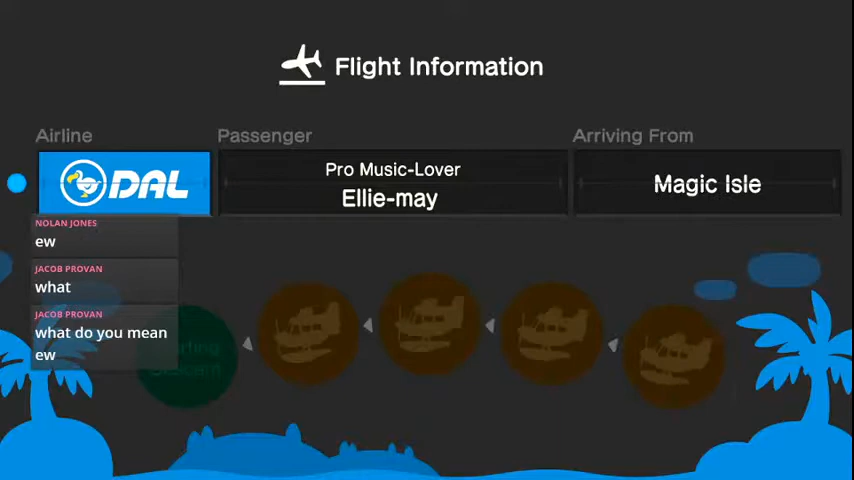 Flight Information
Airline
Passenger
Arriving From
DAL
Pro Music-Lover
Ellie-may
Magic Isle
NOLAN JONES
ew
JACOB PROVAN
what
JACOB PROVAN
what do you mean
ew